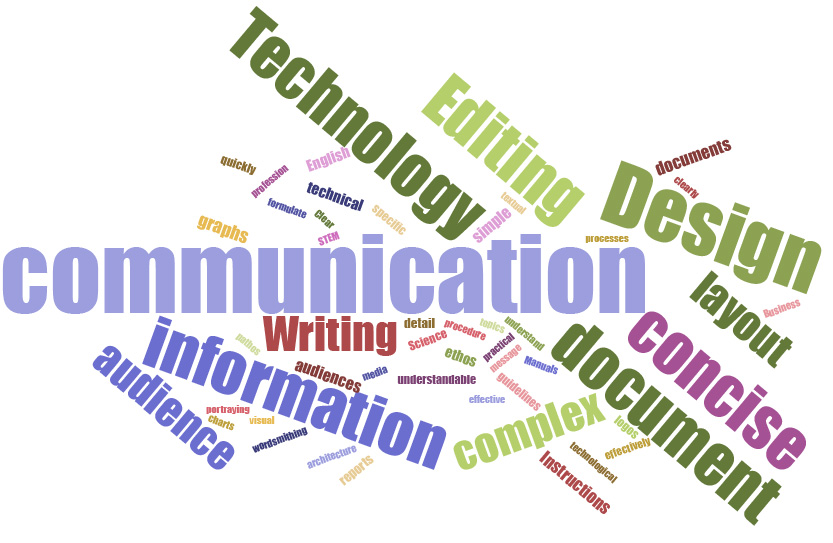 Technology
Editing
Design
documents
clearly
quickly
profession
English
technical
formulate
Clear
specific
STEM
graphs
simple
textual
processes
communication
layout
Business
Writing
detail
Science
procedure
topics
understand
practical
message
Manuals
ethos
information
audience
audiences
media
understandable
guidelines
effective
pathos
portraying
charts
visual
wordsmithing
architecture
reports
complex
document
concise
logos
effectively
technological
Instructions